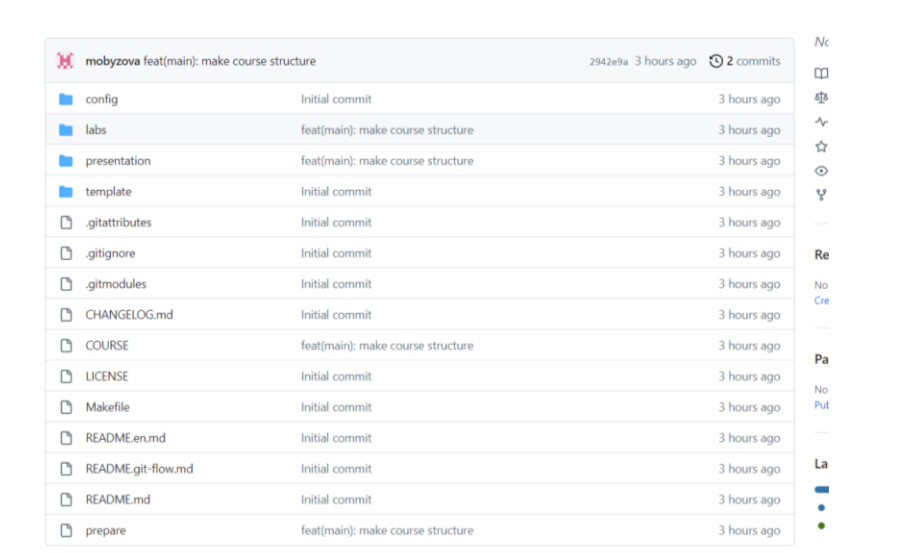 mobyzova feat(main): make course structure 2942e9a 3 hours ago 2 commits
config Initial commit 3 hours ago
labs feat(main): make course structure 3 hours ago
presentation feat(main): make course structure 3 hours ago
template Initial commit 3 hours ago
.gitattributes Initial commit 3 hours ago
.gitignore Initial commit 3 hours ago
.gitmodules Initial commit 3 hours ago
CHANGELOG.md Initial commit 3 hours ago
COURSE feat(main): make course structure 3 hours ago
LICENSE Initial commit 3 hours ago
Makefile Initial commit 3 hours ago
README.en.md Initial commit 3 hours ago
README.git-flow.md Initial commit 3 hours ago
README.md Initial commit 3 hours ago
prepare feat(main): make course structure 3 hours ago
No
Re
No
Cre
Pa
No
Pub
La